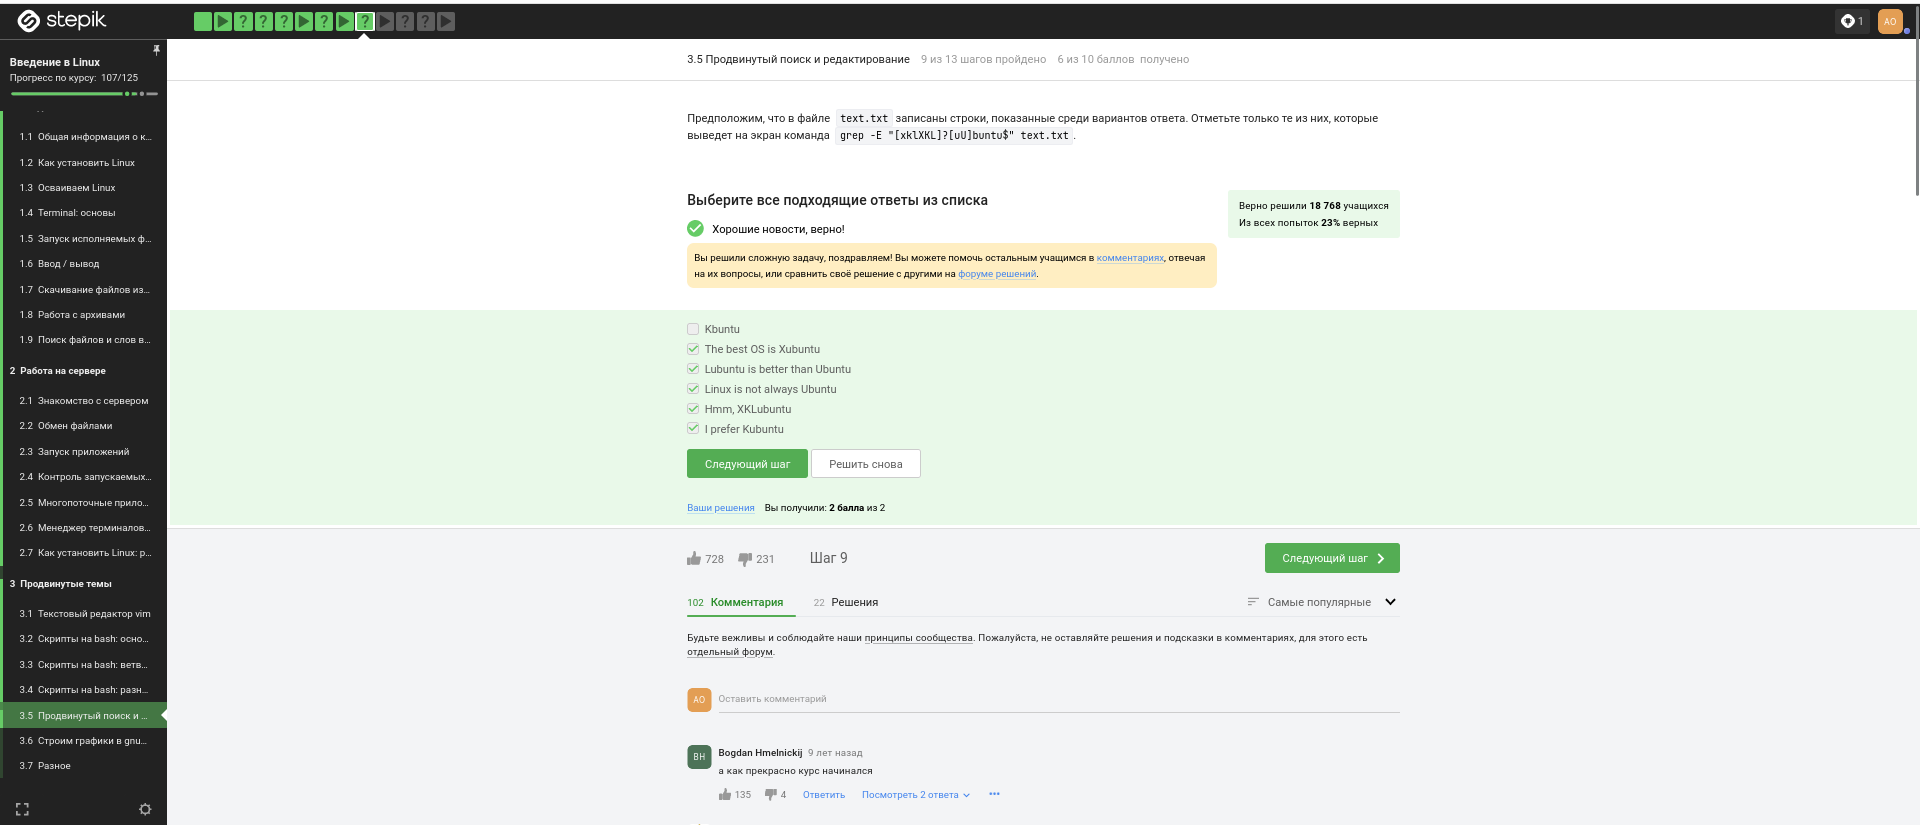 stepik
1
AO
Введение в Linux
Прогресс по курсу: 107/125
1.1 Общая информация о к...
1.2 Как установить Linux
1.3 Осваиваем Linux
1.4 Terminal: основы
1.5 Запуск исполняемых ф...
1.6 Ввод / вывод
1.7 Скачивание файлов из...
1.8 Работа с архивами
1.9 Поиск файлов и слов в...
2 Работа на сервере
2.1 Знакомство с сервером
2.2 Обмен файлами
2.3 Запуск приложений
2.4 Контроль запускаемых...
2.5 Многопоточные прило...
2.6 Менеджер терминалов...
2.7 Как установить Linux: р...
3 Продвинутые темы
3.1 Текстовый редактор vim
3.2 Скрипты на bash: осно...
3.3 Скрипты на bash: ветв...
3.4 Скрипты на bash: разн...
3.5 Продвинутый поиск и ...
3.6 Строим графики в gnu...
3.7 Разное
3.5 Продвинутый поиск и редактирование 9 из 13 шагов пройдено 6 из 10 баллов получено
Предположим, что в файле text.txt записаны строки, показанные среди вариантов ответа. Отметьте только те из них, которые
выведет на экран команда grep -E "[xklXKL]?[uU]buntu$" text.txt .
Выберите все подходящие ответы из списка
Верно решили 18 768 учащихся
Из всех попыток 23% верных
Хорошие новости, верно!
Вы решили сложную задачу, поздравляем! Вы можете помочь остальным учащимся в комментариях, отвечая
на их вопросы, или сравнить своё решение с другими на форуме решений.
Kbuntu
The best OS is Xubuntu
Lubuntu is better than Ubuntu
Linux is not always Ubuntu
Hmm, XKLubuntu
I prefer Kubuntu
Следующий шаг Решить снова
Ваши решения Вы получили: 2 балла из 2
728 231 Шаг 9 Следующий шаг
102 Комментария 22 Решения Самые популярные
Будьте вежливы и соблюдайте наши принципы сообщества. Пожалуйста, не оставляйте решения и подсказки в комментариях, для этого есть
отдельный форум.
AO Оставить комментарий
BH Bogdan Hmelnickij 9 лет назад
а как прекрасно курс начинался
135 4 Ответить Посмотреть 2 ответа